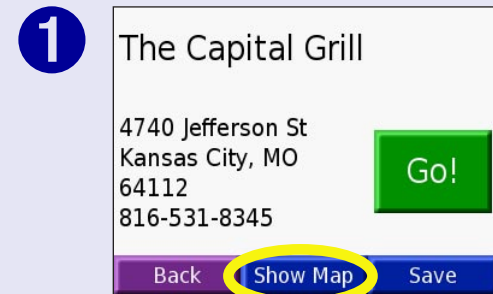 1
The Capital Grill
4740 Jefferson St
Kansas City, MO
64112
816-531-8345
Go!
Back Show Map Save